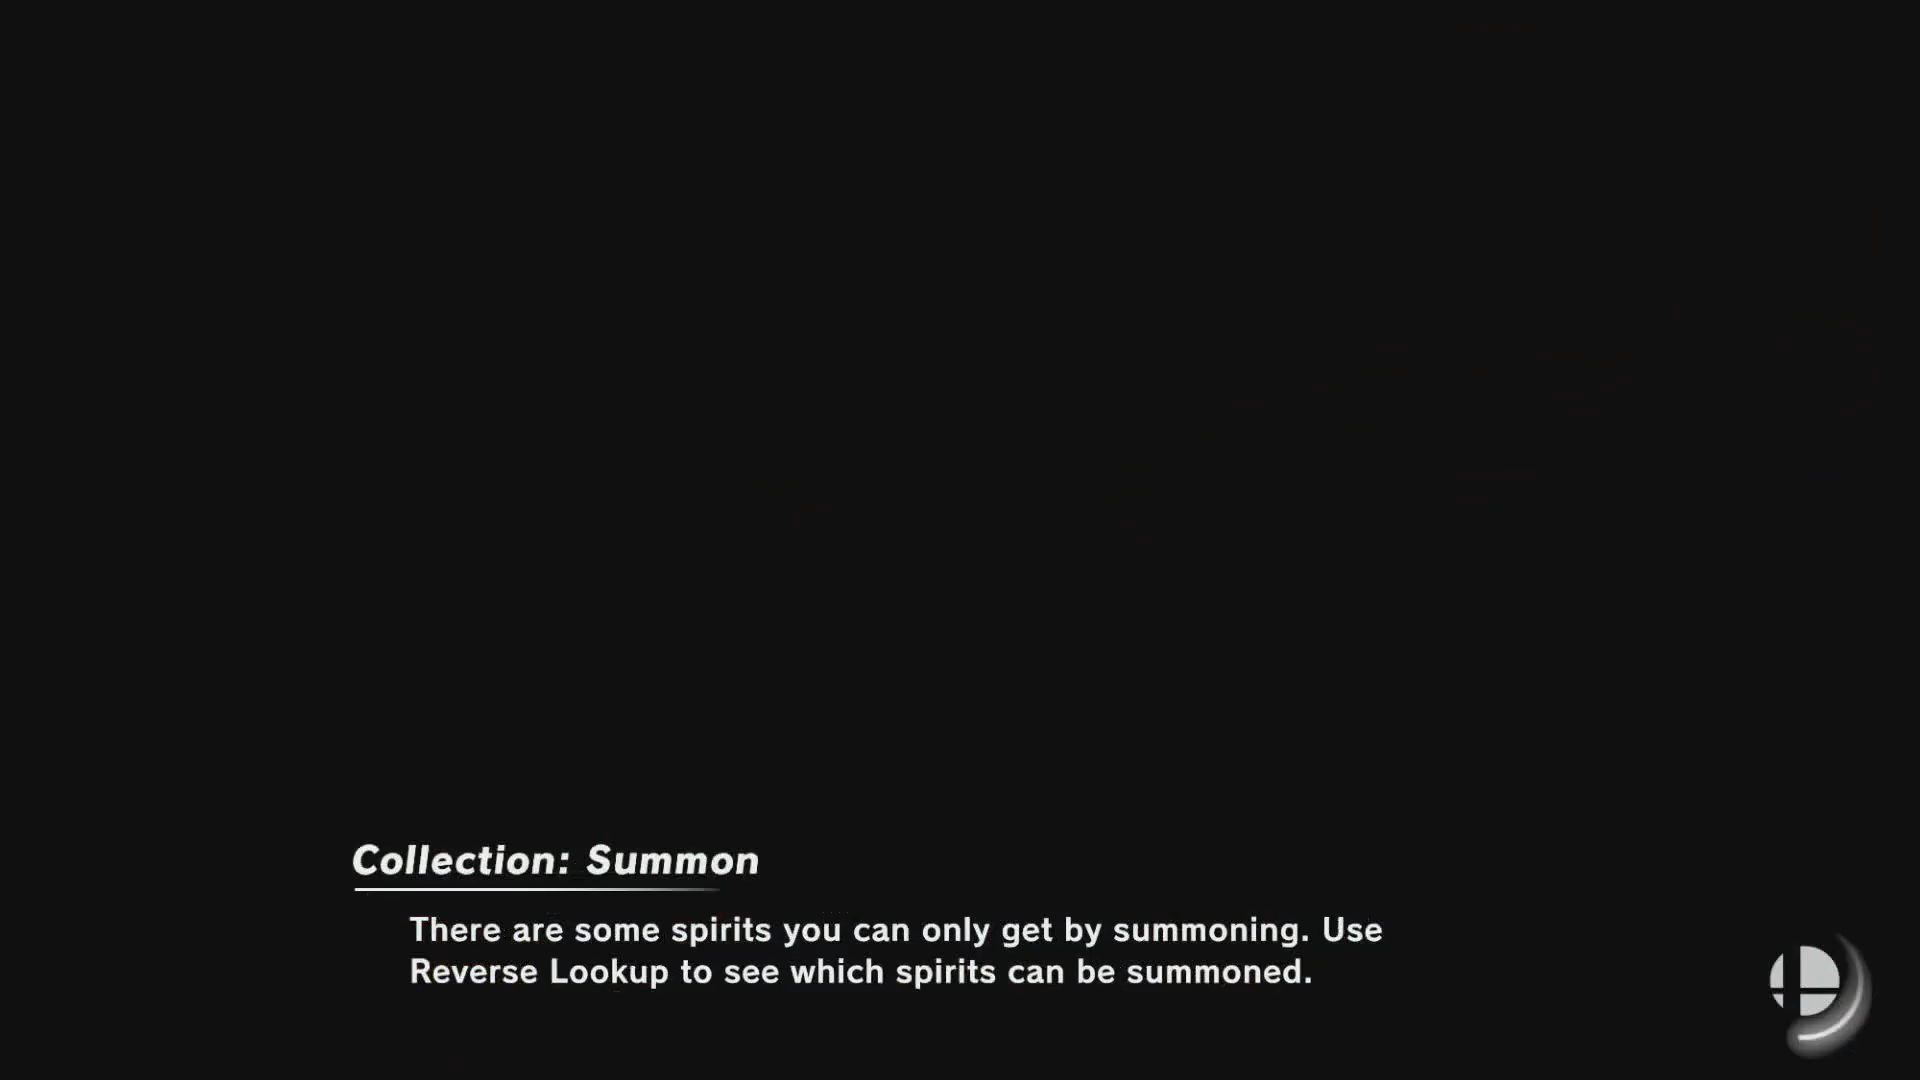 Collection: Summon
There are some spirits you can only get by summoning. Use
Reverse Lookup to see which spirits can be summoned.